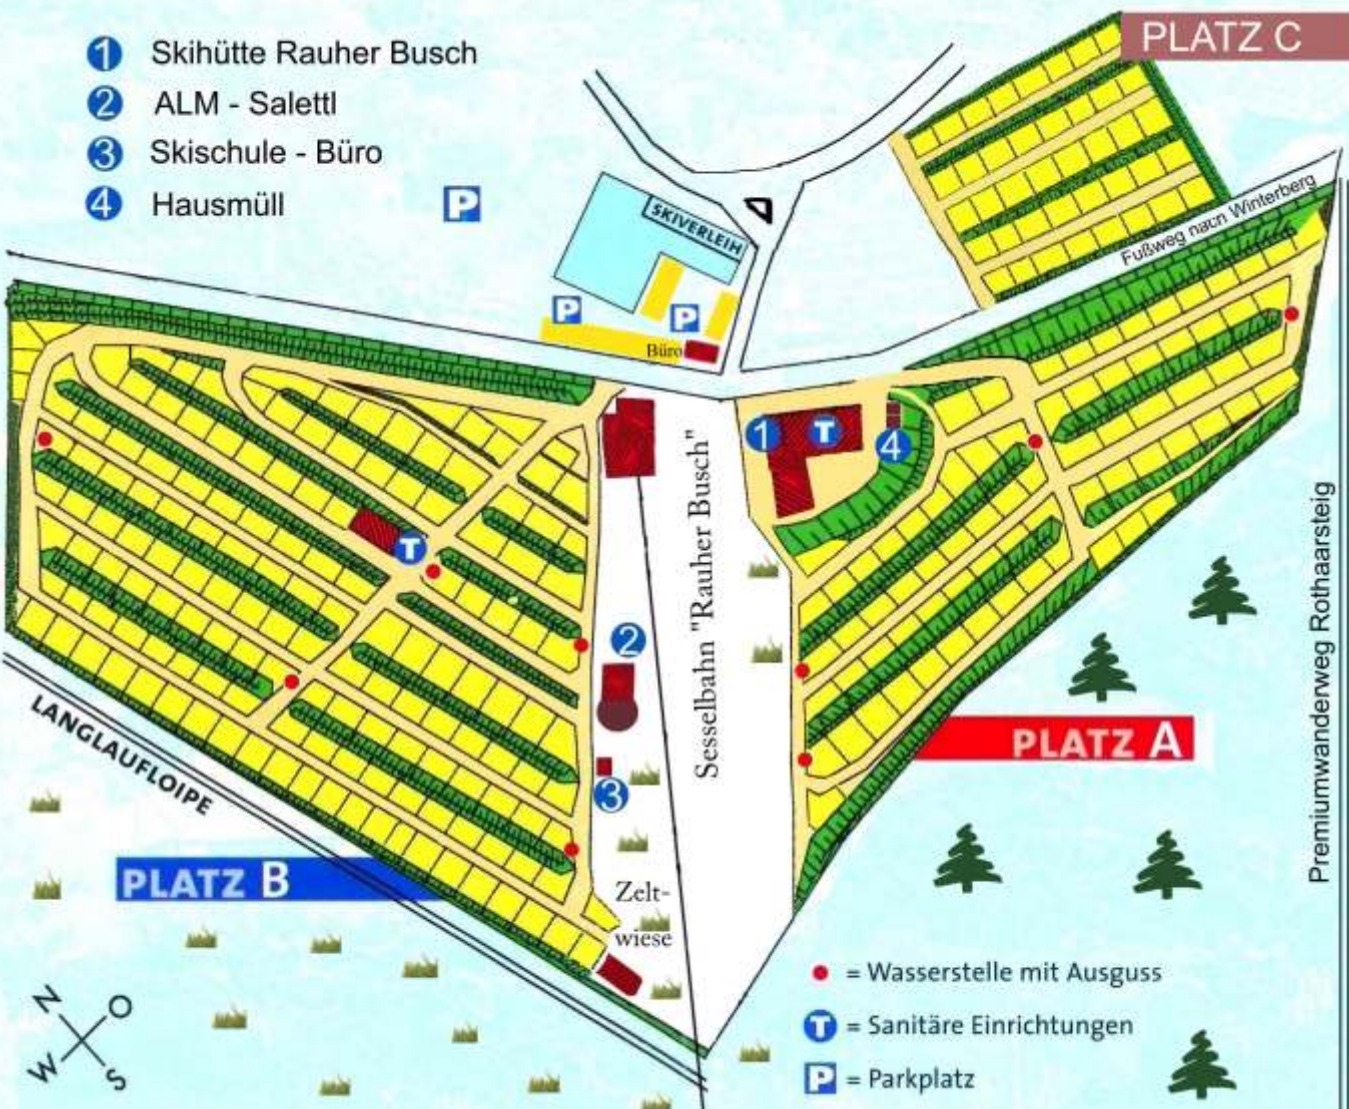 PLATZ C
1 Skihütte Rauher Busch
2 ALM - Salettl
3 Skischule - Büro
4 Hausmüll
P
SKIVERLEIH
Fußweg nach Winterberg
P
P
Büro
1
T
4
Sesselbahn "Rauher Busch"
Premiumwanderweg Rothaarsteig
T
2
3
LANGLAUFLOIPE
PLATZ A
PLATZ B
Zelt-
wiese
= Wasserstelle mit Ausguss
T = Sanitäre Einrichtungen
P = Parkplatz
N
O
W
S